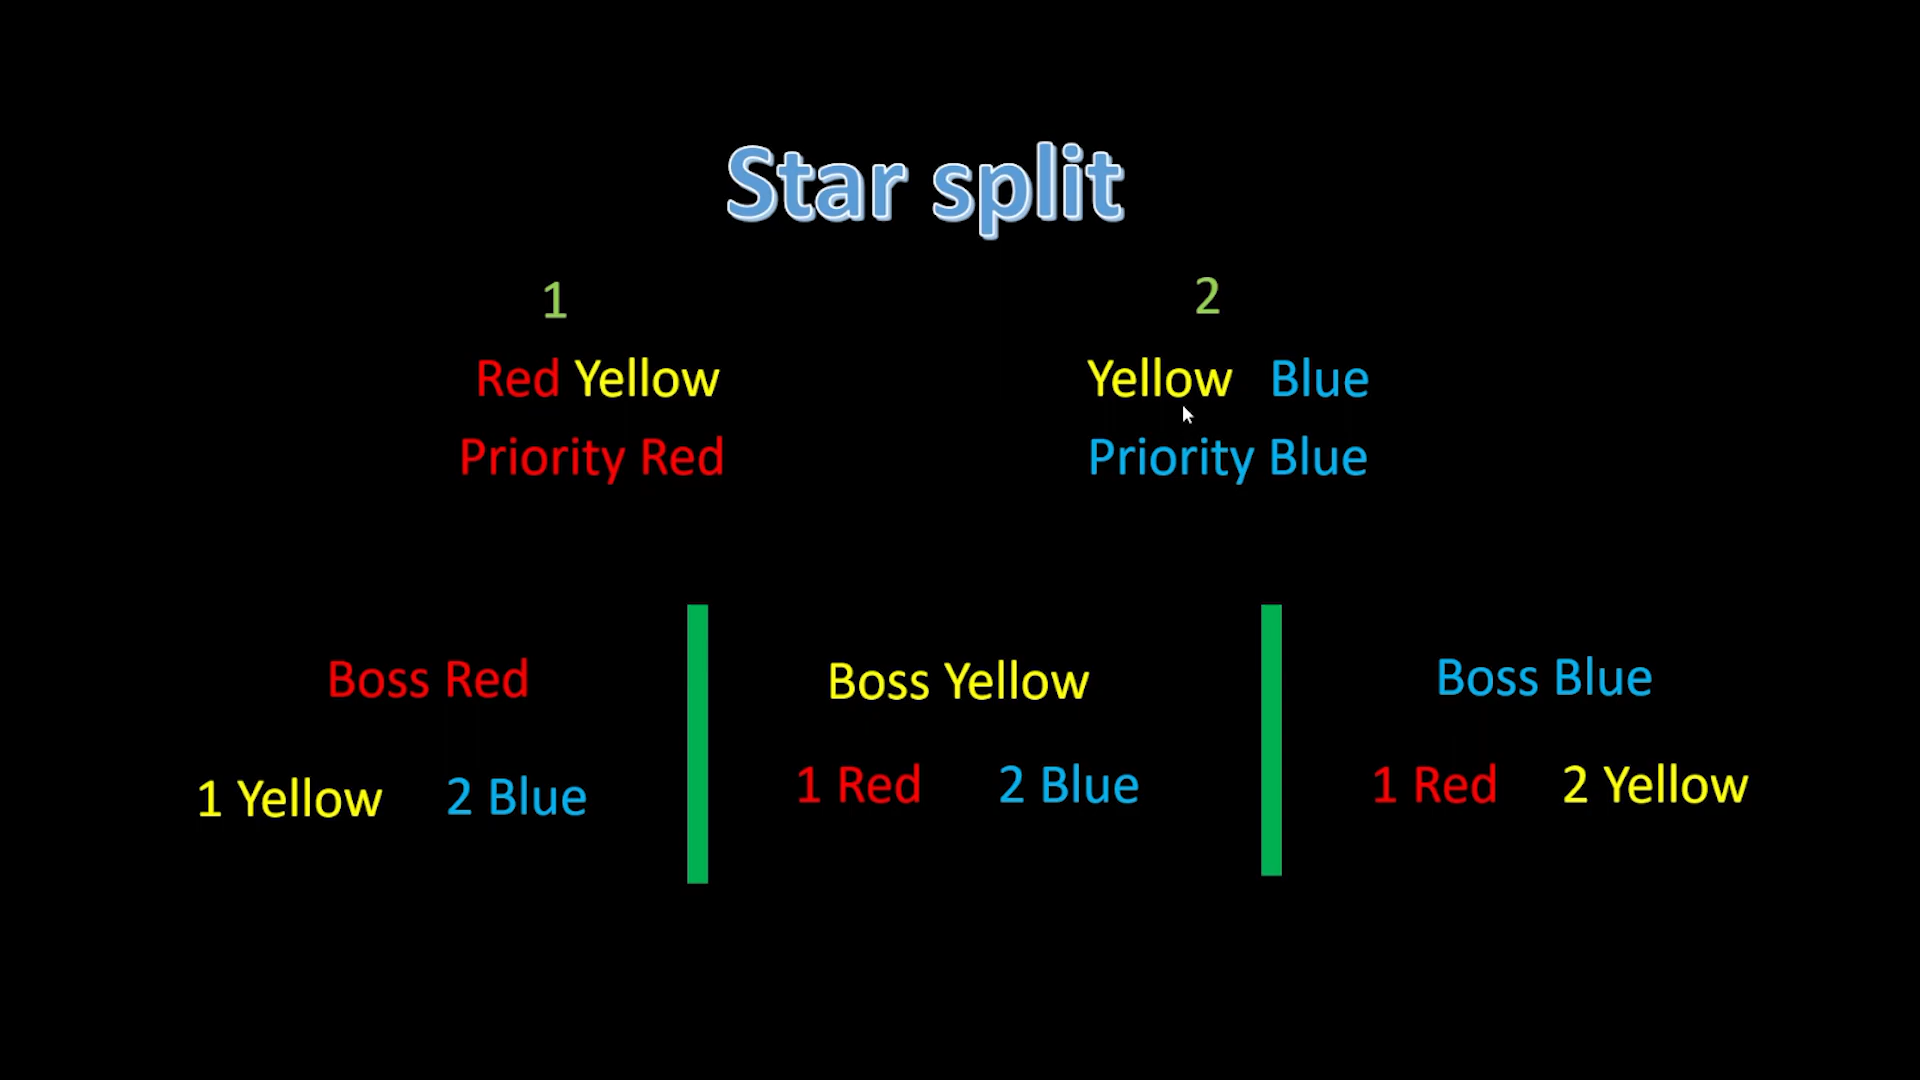 Star split
1 2
Red Yellow Yellow Blue
Priority Red Priority Blue
Boss Red Boss Yellow Boss Blue
1 Yellow 2 Blue 1 Red 2 Blue 1 Red 2 Yellow